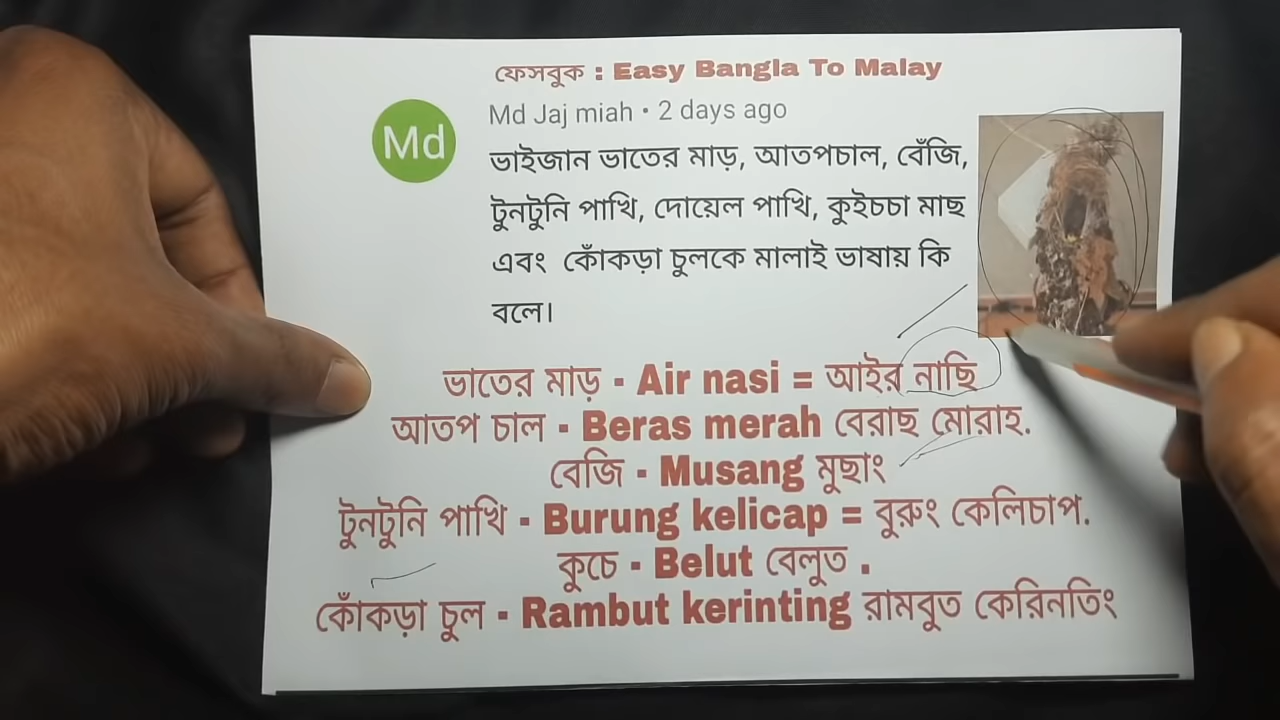 ফেসবুক : Easy Bangla To Malay
Md
Md Jaj miah • 2 days ago
ভাইজান ভাতের মাড়, আতপচাল, বেঁজি,
টুনটুনি পাখি, দোয়েল পাখি, কুইচচা মাছ
এবং কোঁকড়া চুলকে মালাই ভাষায় কি
বলে।
ভাতের মাড় - Air nasi = আইর নাছি
আতপ চাল - Beras merah বেরাছ মোরাহ.
বেজি - Musang মুছাং
টুনটুনি পাখি - Burung kelicap = বুরুং কেলিচাপ.
কুচে - Belut বেলুত .
কোঁকড়া চুল - Rambut kerinting রামবুত কেরিনতিং